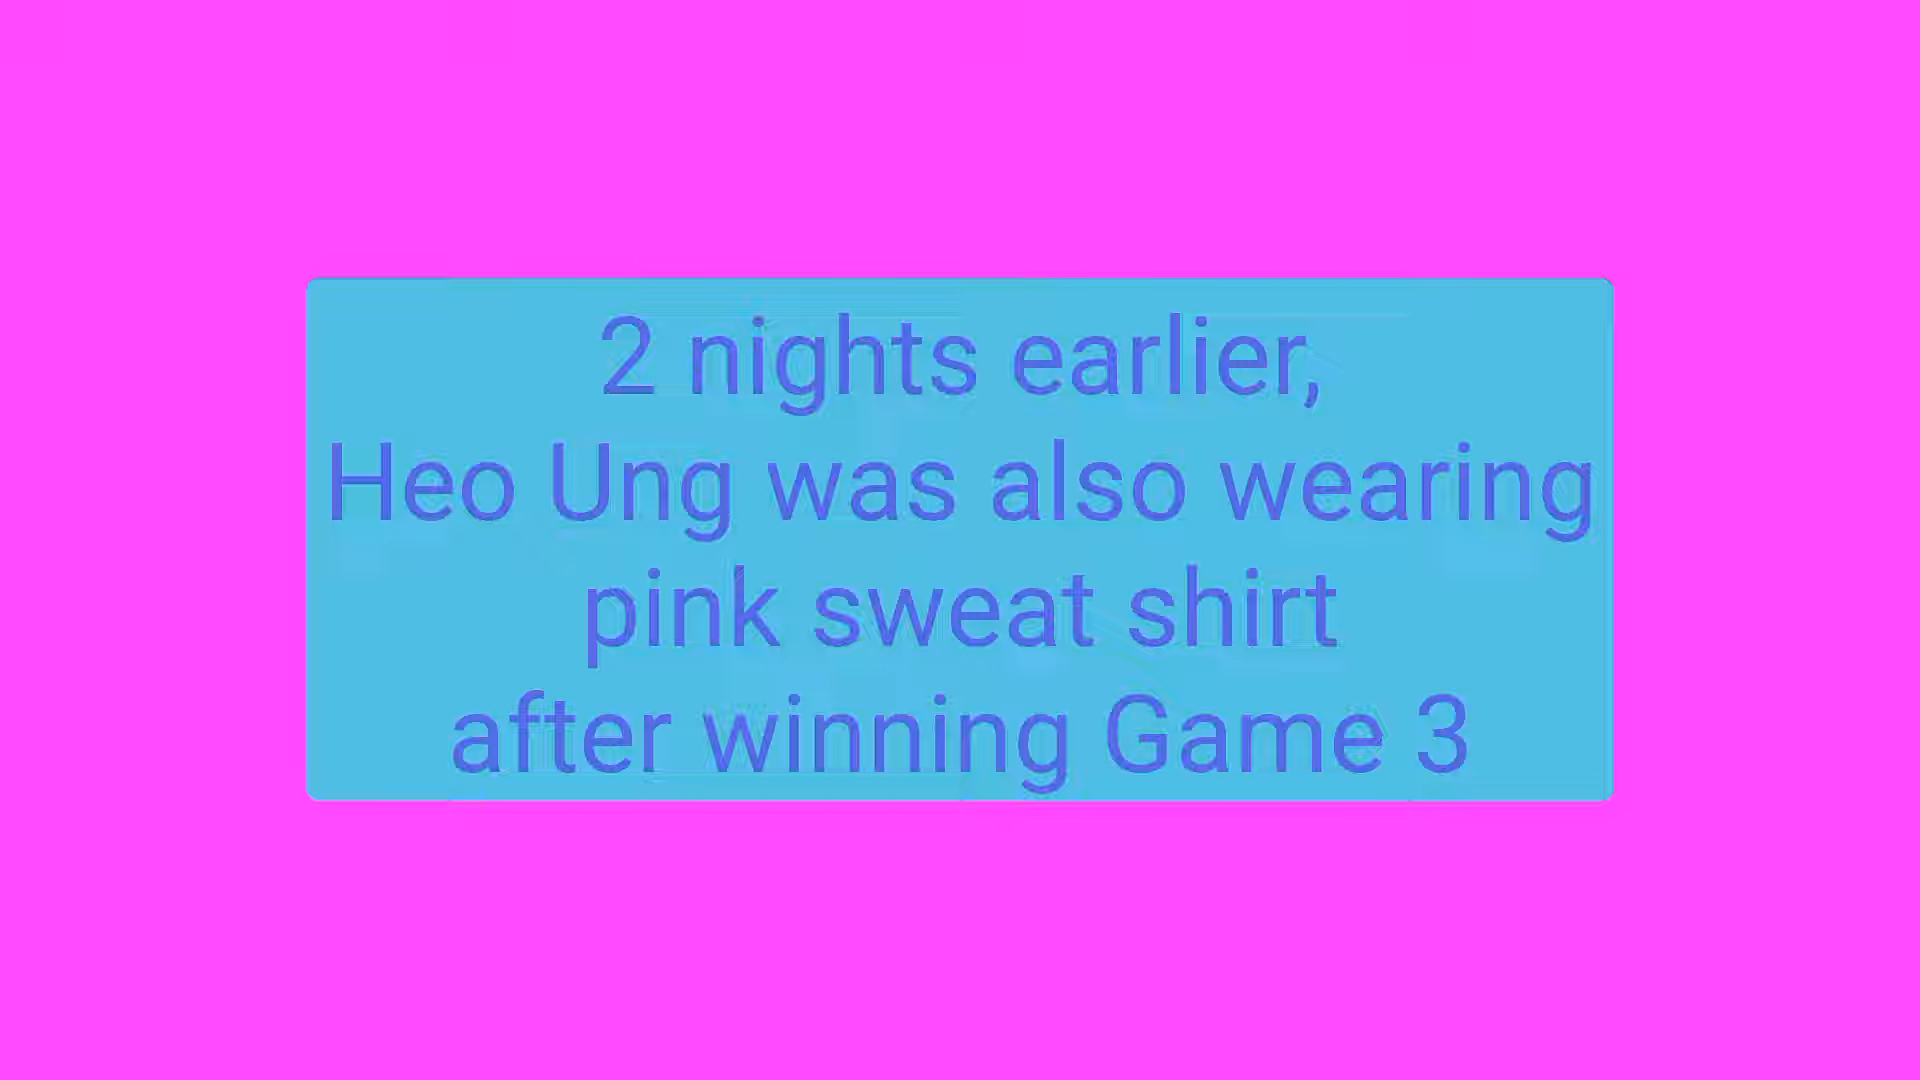 2 nights earlier,
Heo Ung was also wearing
pink sweat shirt
after winning Game 3